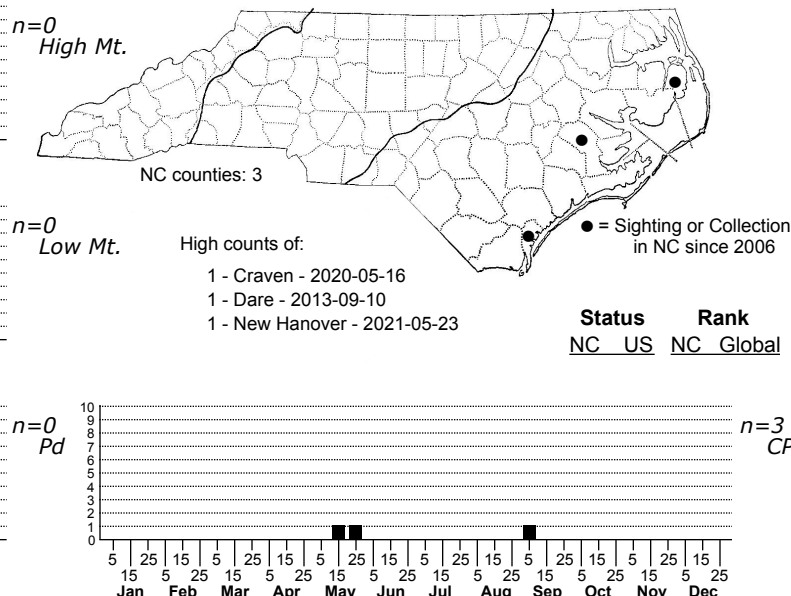 n=0
High Mt.
NC counties: 3
n=0
Low Mt.
High counts of:
1 - Craven - 2020-05-16
1 - Dare - 2013-09-10
1 - New Hanover - 2021-05-23
● = Sighting or Collection
in NC since 2006
Status Rank
NC US NC Global
n=0
Pd
n=3
CP
10
9
8
7
6
5
4
3
2
1
0
5 25 15 5 25 15 5 25 15 5 25 15 5 25 15 5 25 15
15 5 25 15 5 25 15 5 25 15 5 25 15 5 25 15 5 25
Jan Feb Mar Apr May Jun Jul Aug Sep Oct Nov Dec